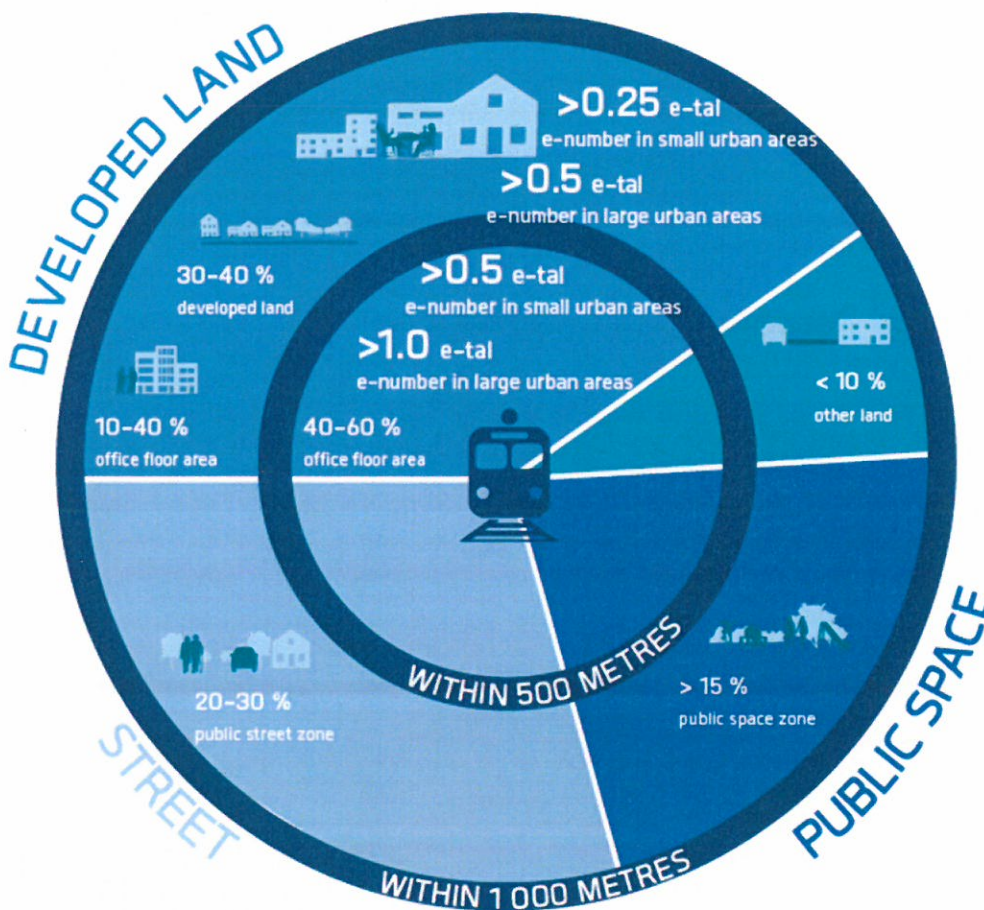 DEVELOPED LAND
>0.25 e-tal
e-number in small urban areas
>0.5 e-tal
e-number in large urban areas
30-40 %
developed land
>0.5 e-tal
e-number in small urban areas
>1.0 e-tal
e-number in large urban areas
10-40 %
office floor area
40-60 %
office floor area
< 10 %
other land
20-30 %
public street zone
> 15 %
public space zone
WITHIN 500 METRES
WITHIN 1 000 METRES
STREET
PUBLIC SPACE